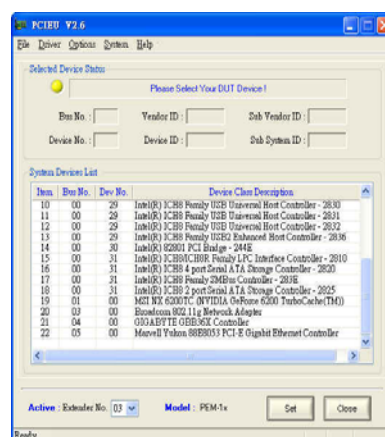 PCIEU V2.6
File Driver Options System Help
Selected Device Status
Please Select Your DUT Device !
Bus No. : Vendor ID : Sub Vendor ID :
Device No. : Device ID : Sub System ID :
System Devices List
Item Bus No. Dev No. Device Class Description
10 00 29 Intel(R) ICH8 Family USB Universal Host Controller - 2830
11 00 29 Intel(R) ICH8 Family USB Universal Host Controller - 2831
12 00 29 Intel(R) ICH8 Family USB Universal Host Controller - 2832
13 00 29 Intel(R) ICH8 Family USB2 Enhanced Host Controller - 2836
14 00 30 Intel(R) 82801 PCI Bridge - 244E
15 00 31 Intel(R) ICH8/ICH8R Family LPC Interface Controller - 2810
16 00 31 Intel(R) ICH8 4 port Serial ATA Storage Controller - 2820
17 00 31 Intel(R) ICH8 Family SMBus Controller - 283E
18 00 31 Intel(R) ICH8 2 port Serial ATA Storage Controller - 2825
19 01 00 MSI NX 6200TC (NVIDIA GeForce 6200 TurboCache(TM))
20 03 00 Broadcom 802.11g Network Adapter
21 04 00 GIGABYTE GBB36X Controller
22 05 00 Marvell Yukon 88E8053 PCI-E Gigabit Ethernet Controller
Active : Extender No. 03 Model : PEM-1x Set Close
Ready